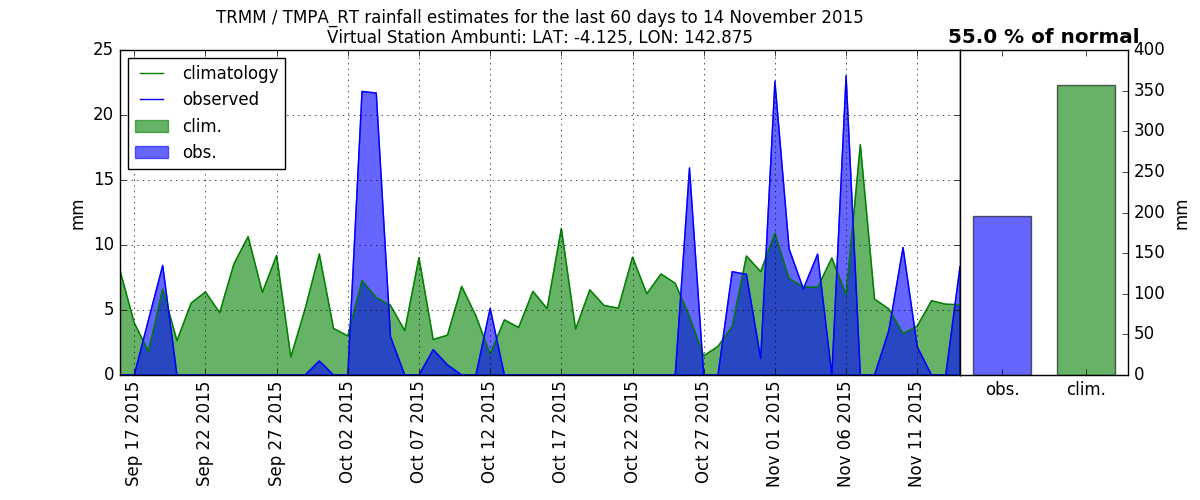 TRMM / TMPA_RT rainfall estimates for the last 60 days to 14 November 2015
Virtual Station Ambunti: LAT: -4.125, LON: 142.875
55.0 % of normal
climatology
observed
clim.
obs.
mm
25
20
15
10
5
0
Sep 17 2015
Sep 22 2015
Sep 27 2015
Oct 02 2015
Oct 07 2015
Oct 12 2015
Oct 17 2015
Oct 22 2015
Oct 27 2015
Nov 01 2015
Nov 06 2015
Nov 11 2015
obs.
clim.
400
350
300
250
200
150
100
50
0
mm